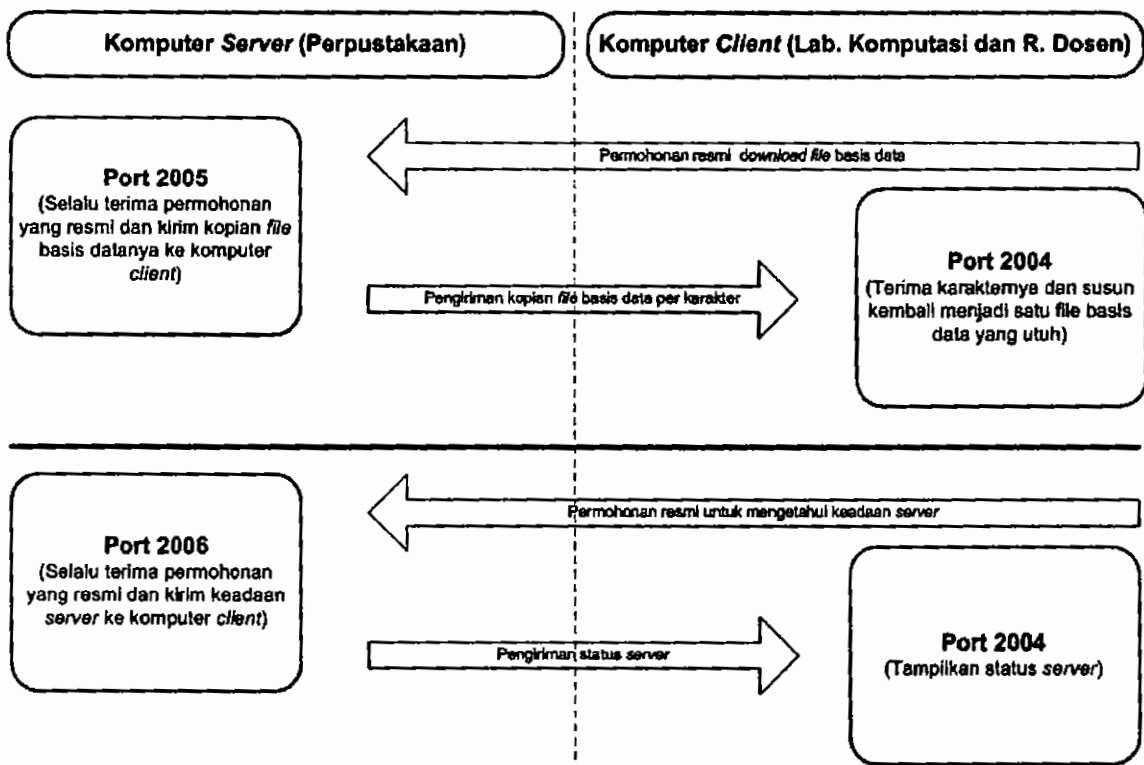 Komputer Server (Perpustakaan)
Komputer Client (Lab. Komputasi dan R. Dosen)
Permohonan resmi download file basis data
Port 2005
(Selalu terima permohonan
yang resmi dan kirim kopian file
basis datanya ke komputer
client)
Pengiriman kopian file basis data per karakter
Port 2004
(Terima karakternya dan susun
kembali menjadi satu file basis
data yang utuh)
Permohonan resmi untuk mengetahui keadaan server
Port 2006
(Selalu terima permohonan
yang resmi dan kirim keadaan
server ke komputer client)
Pengiriman status server
Port 2004
(Tampilkan status server)